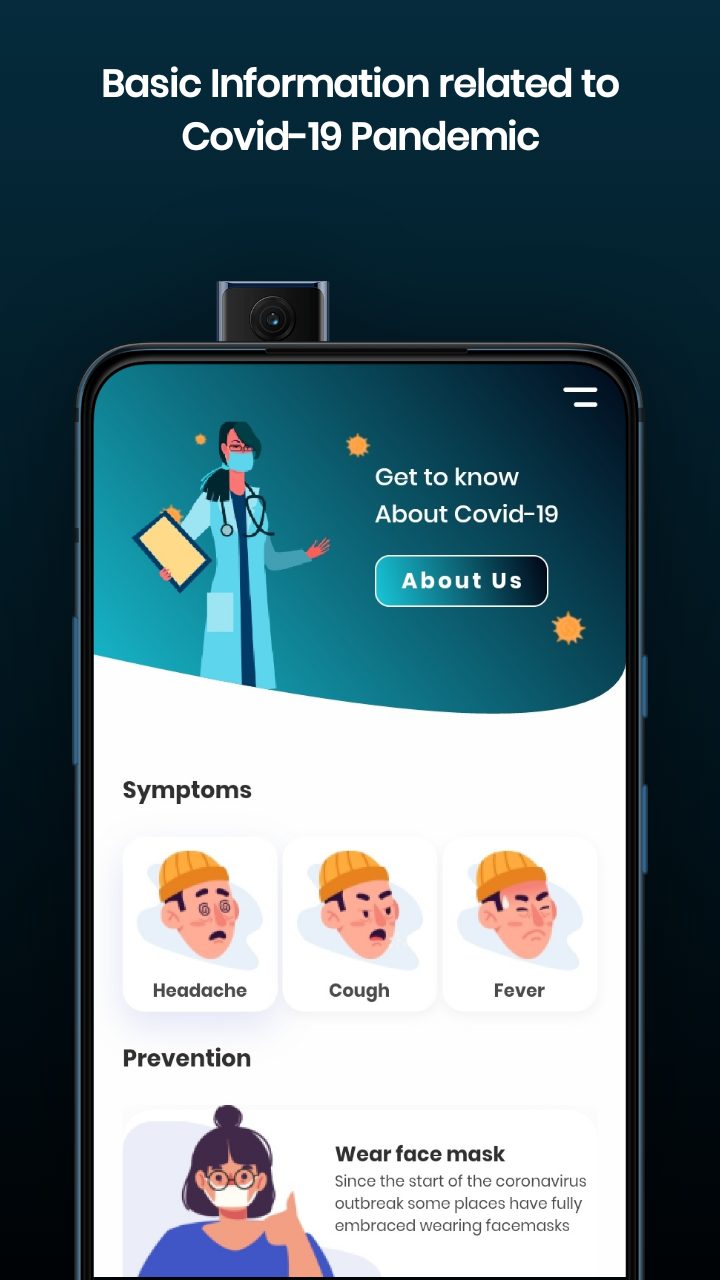 Basic Information related to
Covid-19 Pandemic
Get to know
About Covid-19
About Us
Symptoms
Headache
Cough
Fever
Prevention
Wear face mask
Since the start of the coronavirus
outbreak some places have fully
embraced wearing facemasks